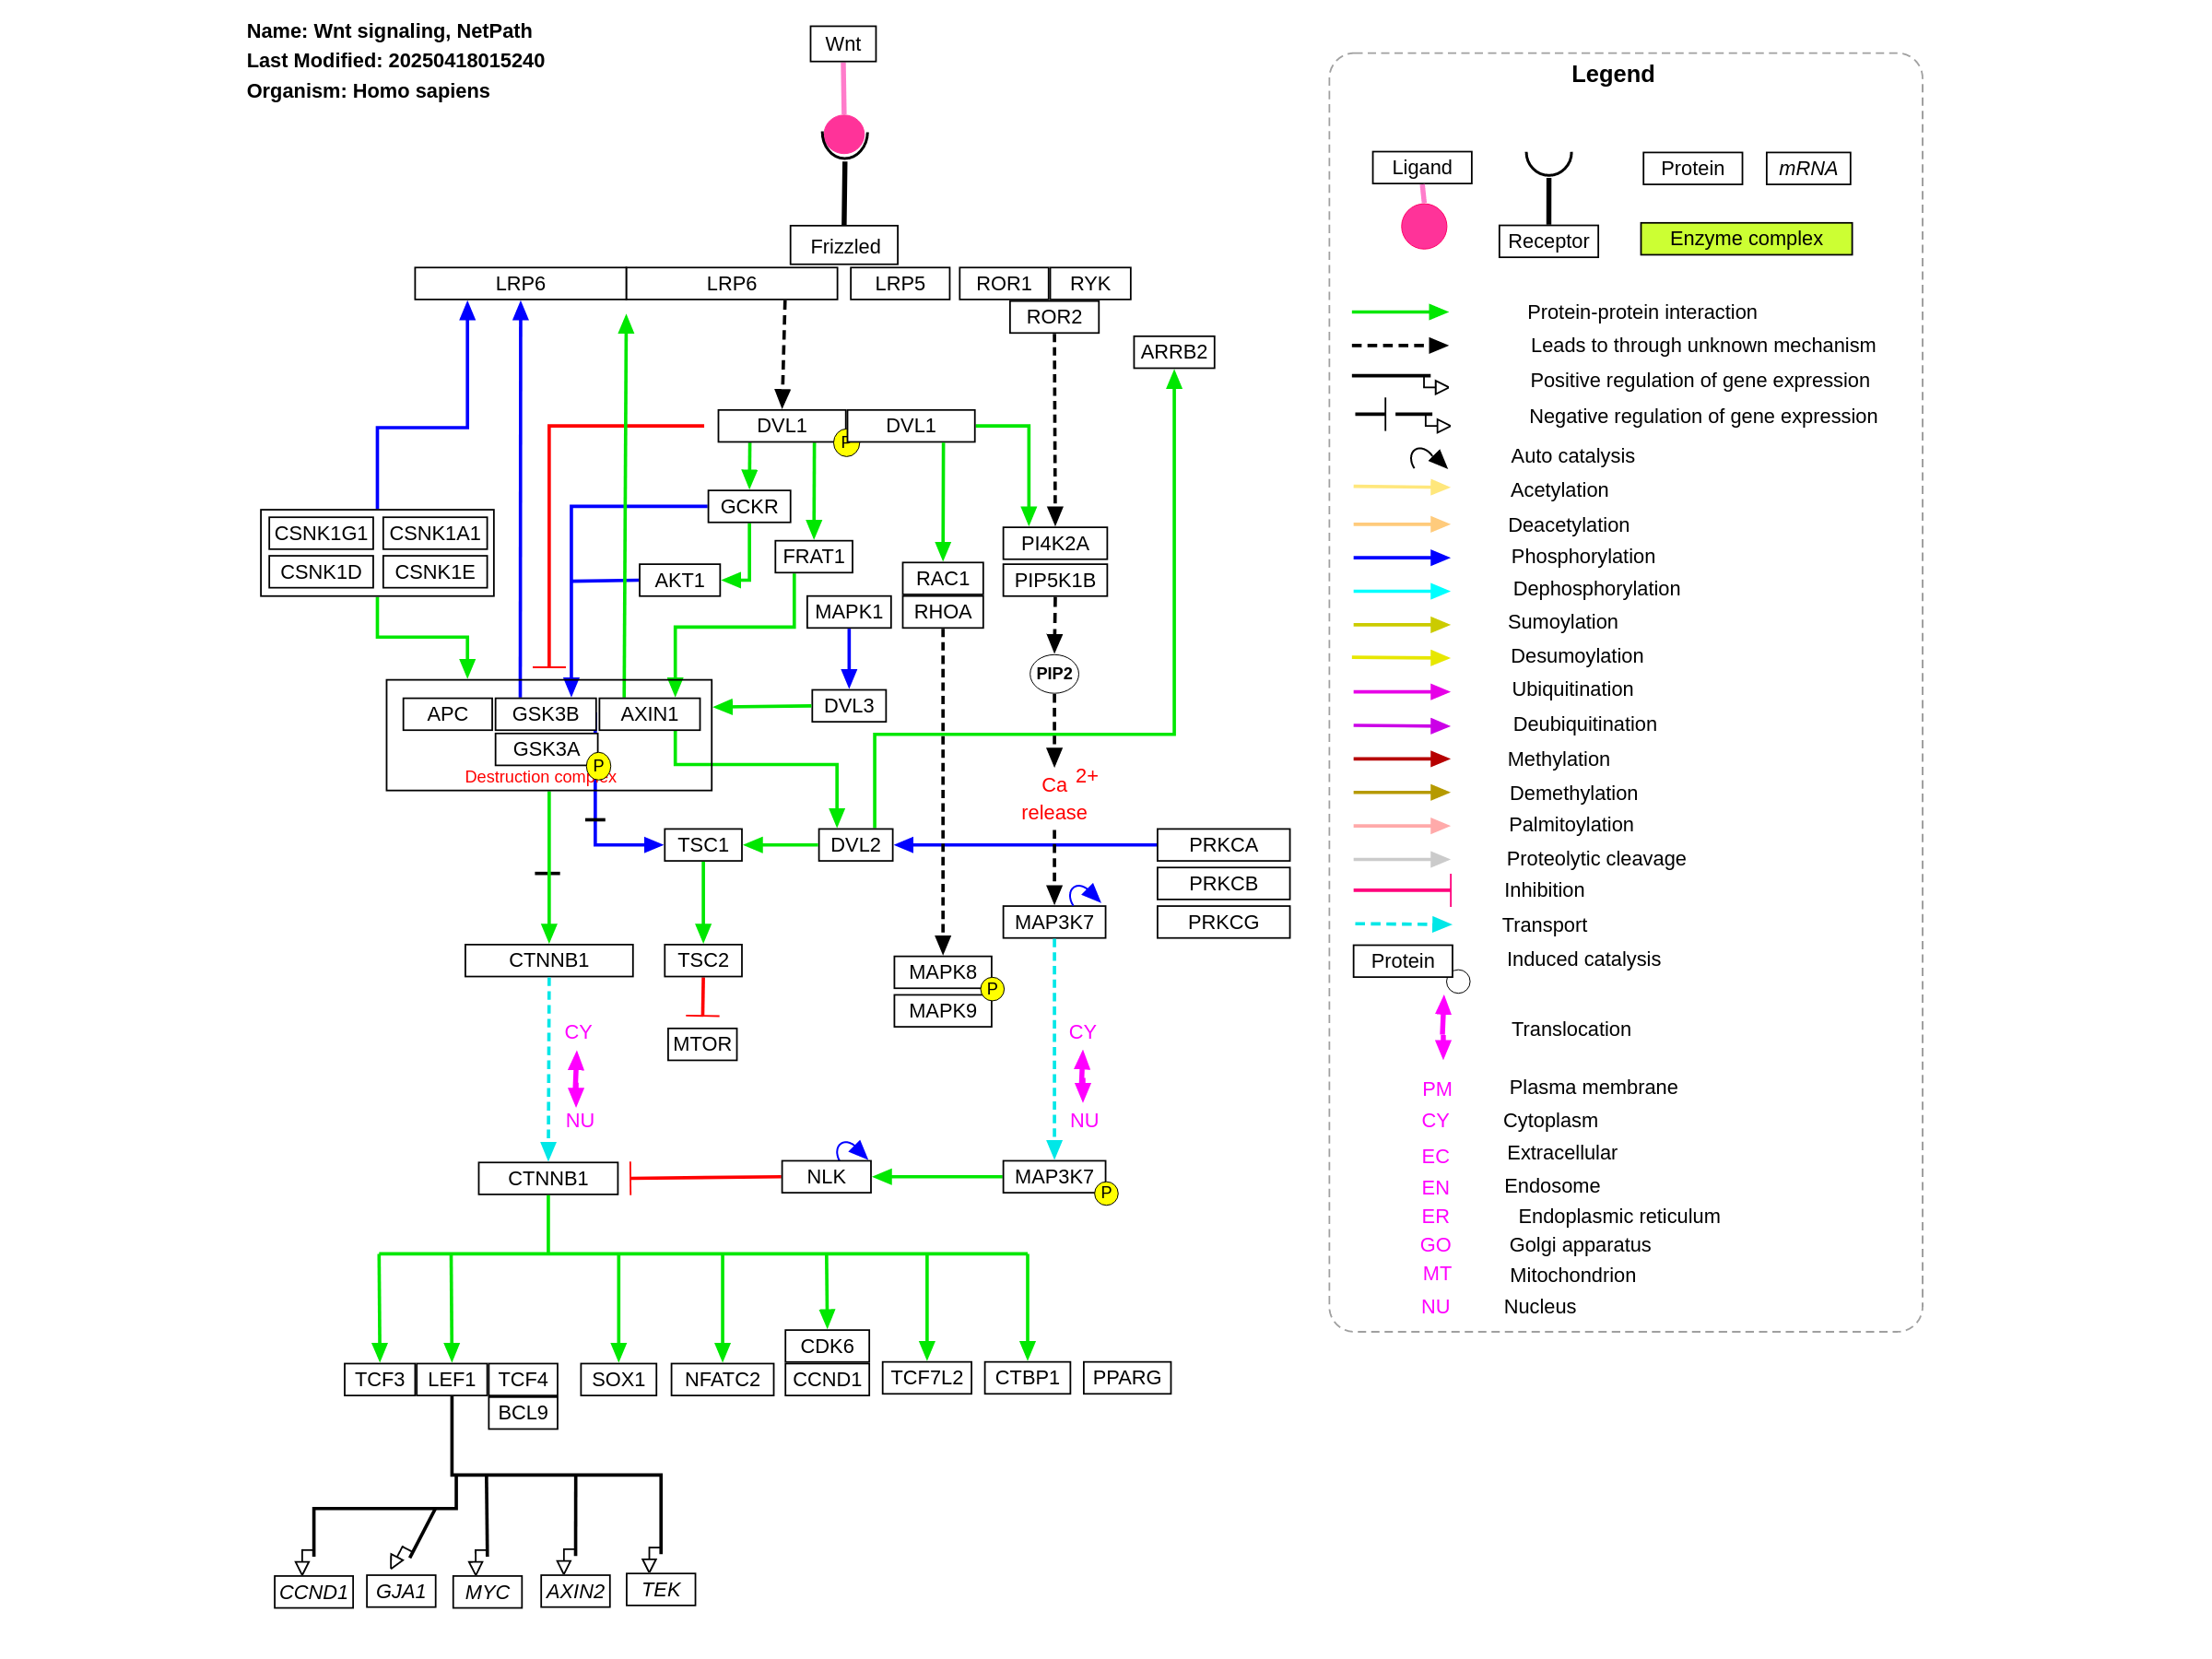 Name: Wnt signaling, NetPath
Last Modified: 20250418015240
Organism: Homo sapiens
Wnt
Frizzled
LRP6
LRP6
LRP5
ROR1
RYK
ROR2
ARRB2
DVL1
P
DVL1
GCKR
CSNK1G1
CSNK1A1
CSNK1D
CSNK1E
FRAT1
AKT1
PI4K2A
PIP5K1B
RAC1
RHOA
MAPK1
PIP2
DVL3
APC
GSK3B
AXIN1
GSK3A
P
Destruction complex
Ca 2+
release
TSC1
DVL2
PRKCA
PRKCB
PRKCG
MAP3K7
CTNNB1
TSC2
MAPK8
P
MAPK9
MTOR
CY
NU
CY
NU
CTNNB1
NLK
MAP3K7
P
TCF3
LEF1
TCF4
BCL9
SOX1
NFATC2
CDK6
CCND1
TCF7L2
CTBP1
PPARG
CCND1
GJA1
MYC
AXIN2
TEK
Legend
Ligand
Receptor
Protein
mRNA
Enzyme complex
Protein-protein interaction
Leads to through unknown mechanism
Positive regulation of gene expression
Negative regulation of gene expression
Auto catalysis
Acetylation
Deacetylation
Phosphorylation
Dephosphorylation
Sumoylation
Desumoylation
Ubiquitination
Deubiquitination
Methylation
Demethylation
Palmitoylation
Proteolytic cleavage
Inhibition
Transport
Protein
Induced catalysis
Translocation
PM Plasma membrane
CY Cytoplasm
EC Extracellular
EN Endosome
ER Endoplasmic reticulum
GO Golgi apparatus
MT Mitochondrion
NU Nucleus